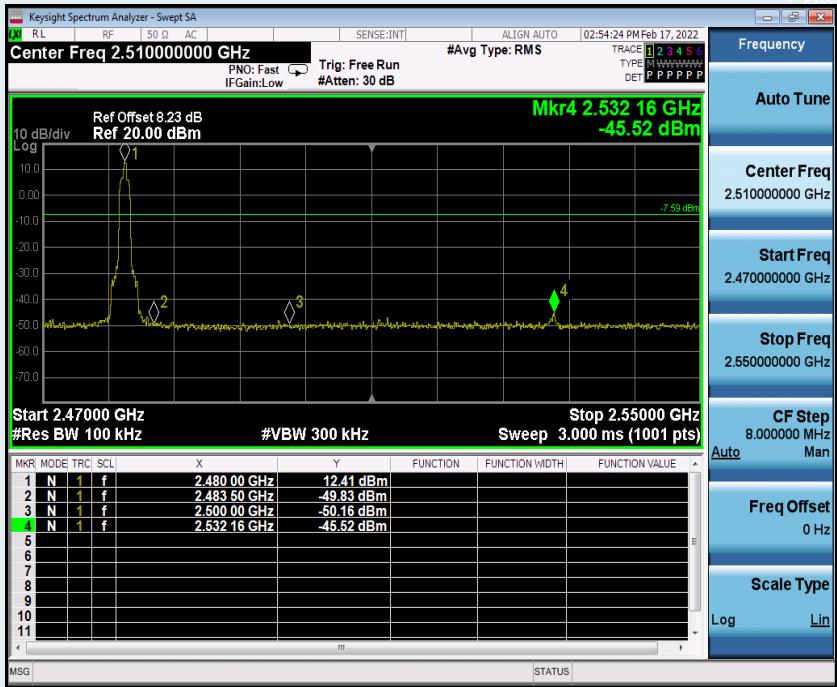 Keysight Spectrum Analyzer - Swept SA
LXI RL RF 50 Ω AC SENSE:INT ALIGN AUTO 02:54:24 PM Feb 17, 2022
Center Freq 2.510000000 GHz #Avg Type: RMS TRACE 1 2 3 4 5 6
PNO: Fast Trig: Free Run TYPE M WWWWW
IFGain:Low #Atten: 30 dB DET P P P P P P
Mkr4 2.532 16 GHz
-45.52 dBm
Ref Offset 8.23 dB
10 dB/div Ref 20.00 dBm
Log
1
10.0
0.00
-7.59 dBm
-10.0
-20.0
-30.0
-40.0
2
3
4
-50.0
-60.0
-70.0
Start 2.47000 GHz Stop 2.55000 GHz
#Res BW 100 kHz #VBW 300 kHz Sweep 3.000 ms (1001 pts)
MKR MODE TRC SCL X Y FUNCTION FUNCTION WIDTH FUNCTION VALUE
1 N 1 f 2.480 00 GHz 12.41 dBm
2 N 1 f 2.483 50 GHz -49.83 dBm
3 N 1 f 2.500 00 GHz -50.16 dBm
4 N 1 f 2.532 16 GHz -45.52 dBm
5
6
7
8
9
10
11
MSG STATUS
Frequency
Auto Tune
Center Freq
2.510000000 GHz
Start Freq
2.470000000 GHz
Stop Freq
2.550000000 GHz
CF Step
8.000000 MHz
Auto Man
Freq Offset
0 Hz
Scale Type
Log Lin